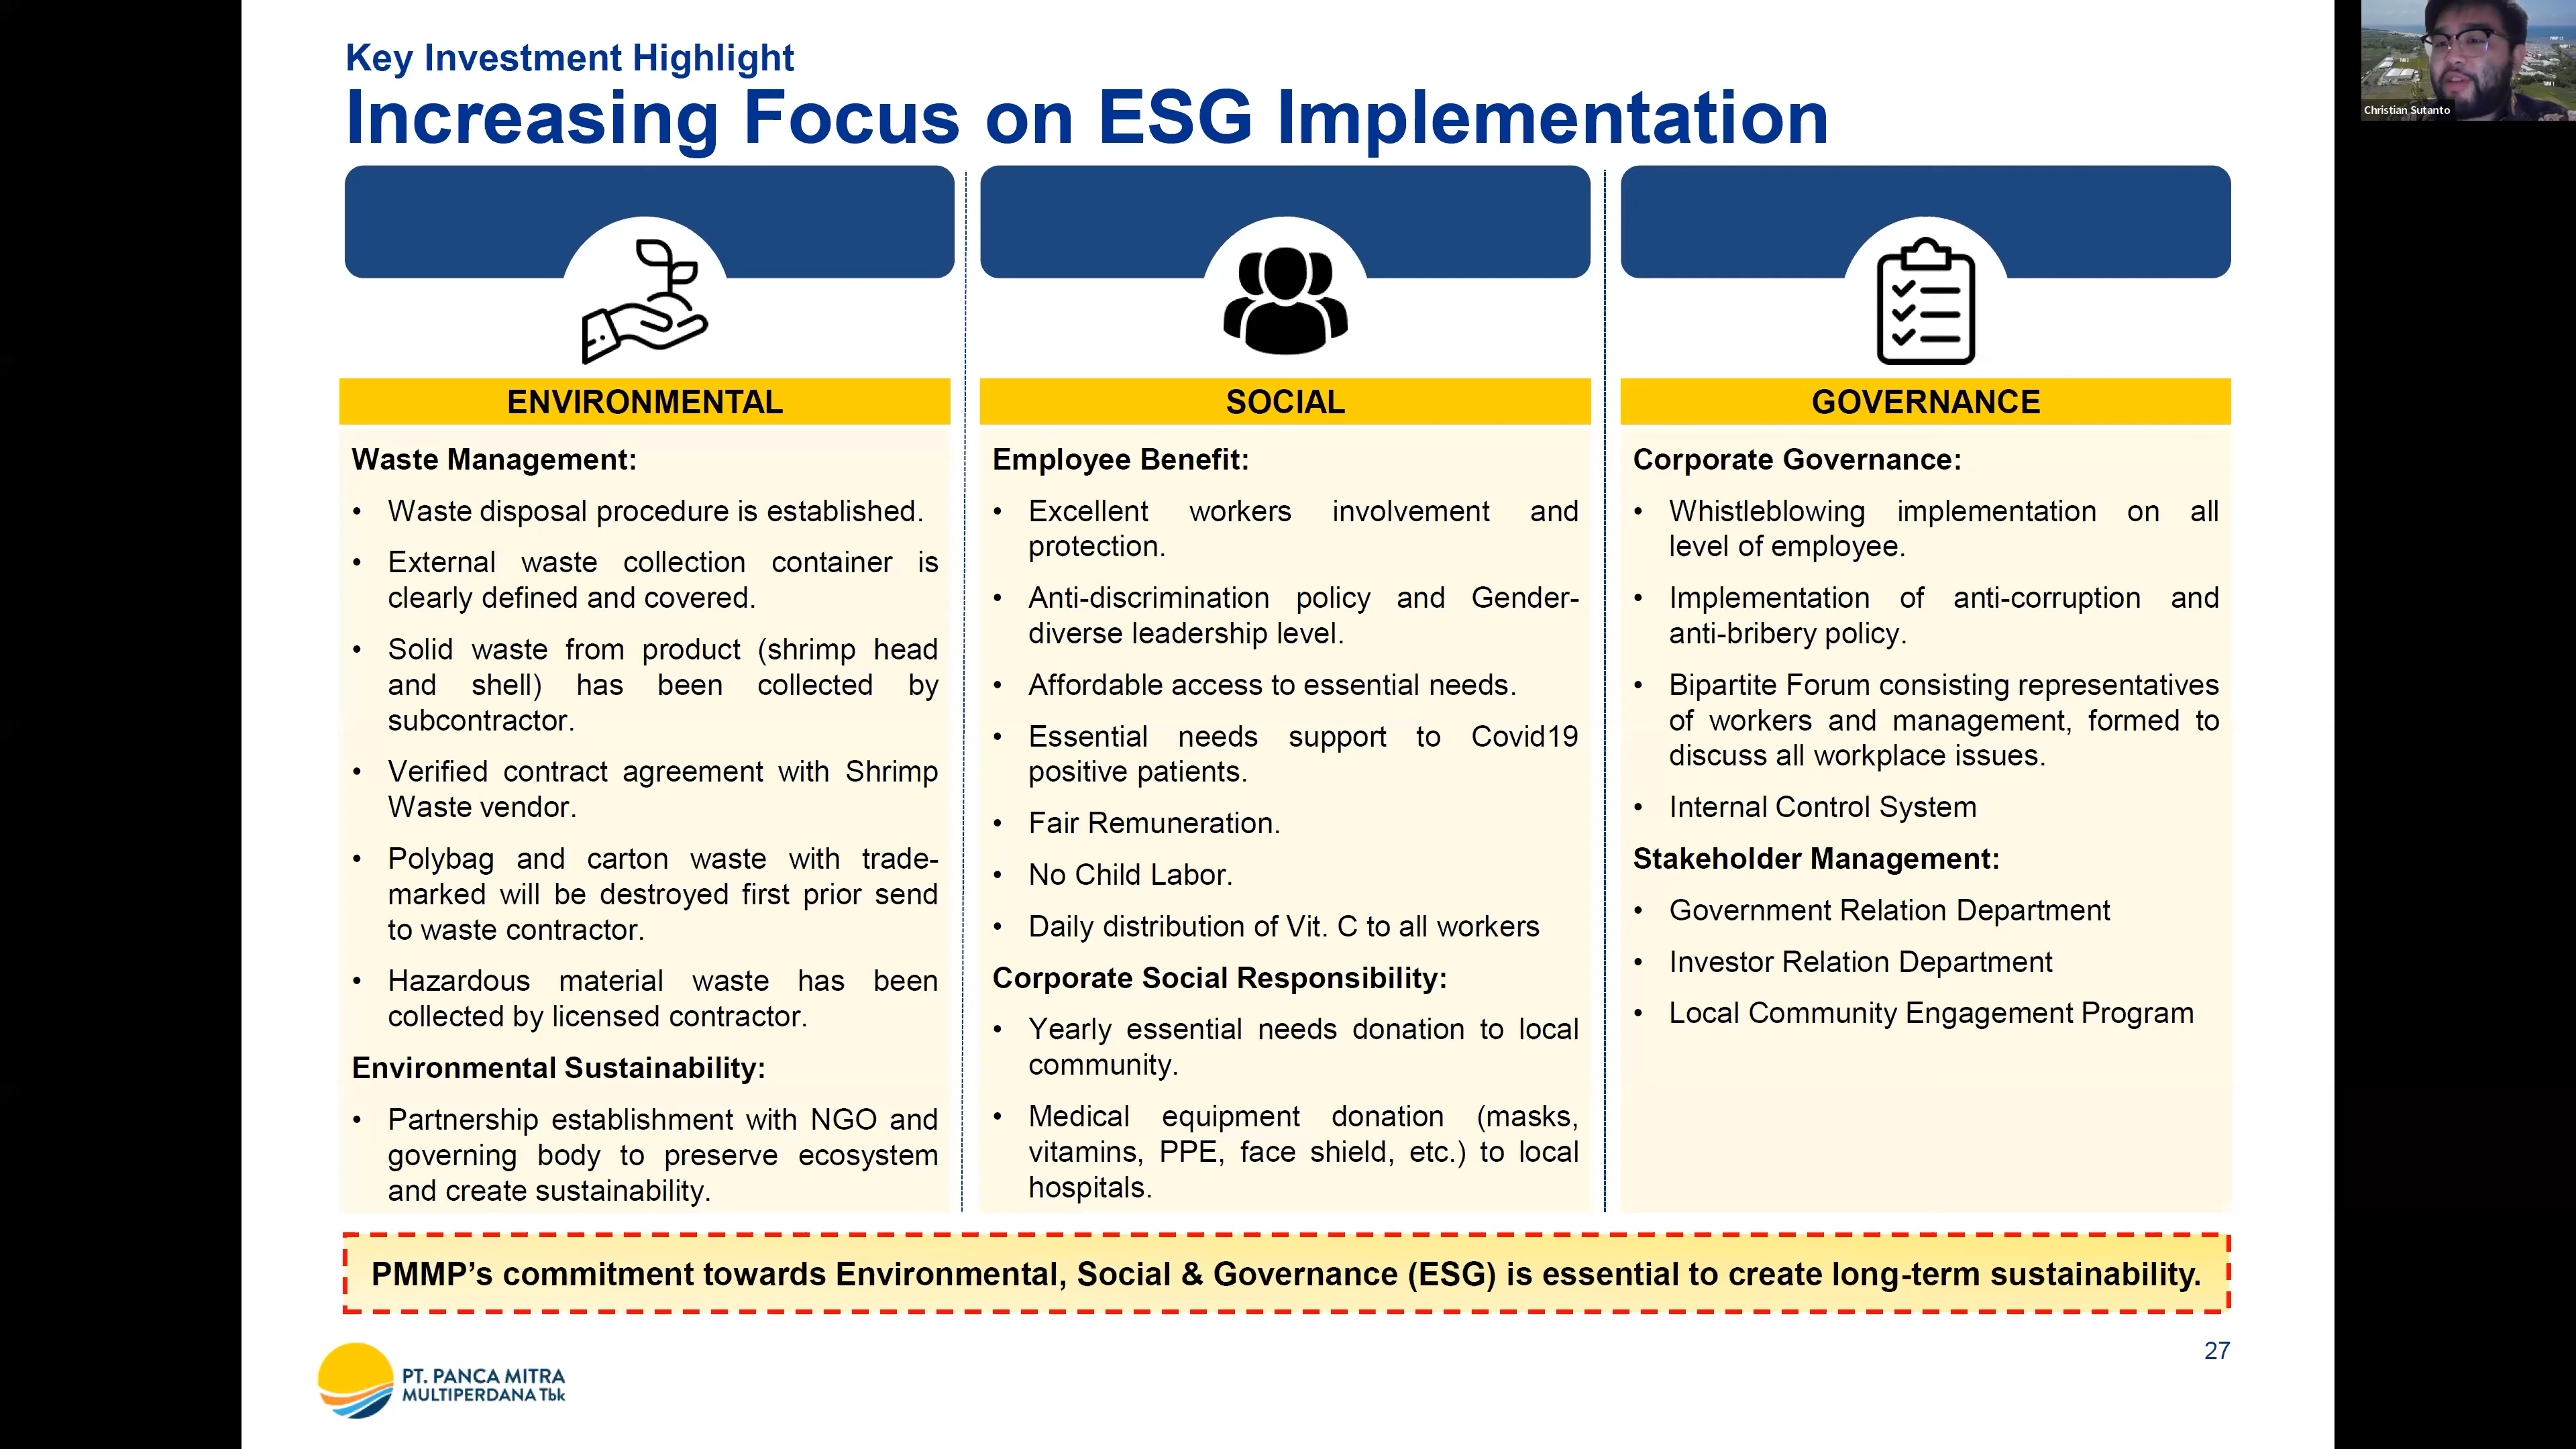 Key Investment Highlight
Increasing Focus on ESG Implementation
Christian Sutanto
ENVIRONMENTAL
Waste Management:
• Waste disposal procedure is established.
• External waste collection container is
clearly defined and covered.
• Solid waste from product (shrimp head
and shell) has been collected by
subcontractor.
• Verified contract agreement with Shrimp
Waste vendor.
• Polybag and carton waste with trade-
marked will be destroyed first prior send
to waste contractor.
• Hazardous material waste has been
collected by licensed contractor.
Environmental Sustainability:
• Partnership establishment with NGO and
governing body to preserve ecosystem
and create sustainability.
SOCIAL
Employee Benefit:
• Excellent workers involvement and
protection.
• Anti-discrimination policy and Gender-
diverse leadership level.
• Affordable access to essential needs.
• Essential needs support to Covid19
positive patients.
• Fair Remuneration.
• No Child Labor.
• Daily distribution of Vit. C to all workers
Corporate Social Responsibility:
• Yearly essential needs donation to local
community.
• Medical equipment donation (masks,
vitamins, PPE, face shield, etc.) to local
hospitals.
GOVERNANCE
Corporate Governance:
• Whistleblowing implementation on all
level of employee.
• Implementation of anti-corruption and
anti-bribery policy.
• Bipartite Forum consisting representatives
of workers and management, formed to
discuss all workplace issues.
• Internal Control System
Stakeholder Management:
• Government Relation Department
• Investor Relation Department
• Local Community Engagement Program
PMMP’s commitment towards Environmental, Social & Governance (ESG) is essential to create long-term sustainability.
PT. PANCA MITRA
MULTIPERDANA Tbk
27